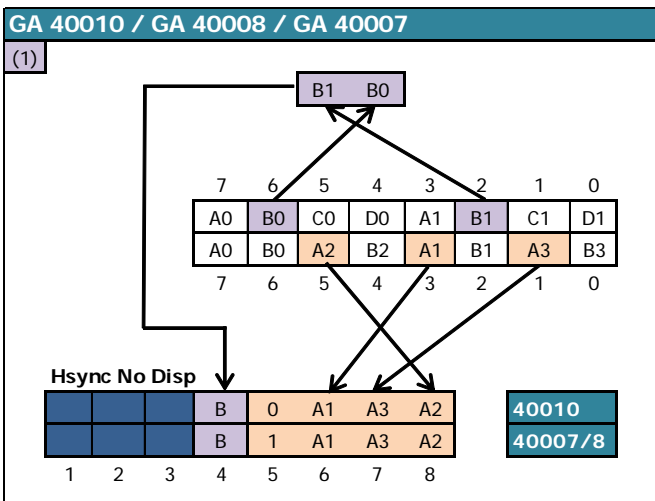 GA 40010 / GA 40008 / GA 40007
(1)
B1 B0
7 6 5 4 3 2 1 0
A0 B0 C0 D0 A1 B1 C1 D1
A0 B0 A2 B2 A1 B1 A3 B3
7 6 5 4 3 2 1 0
Hsync No Disp
B 0 A1 A3 A2 40010
B 1 A1 A3 A2 40007/8
1 2 3 4 5 6 7 8